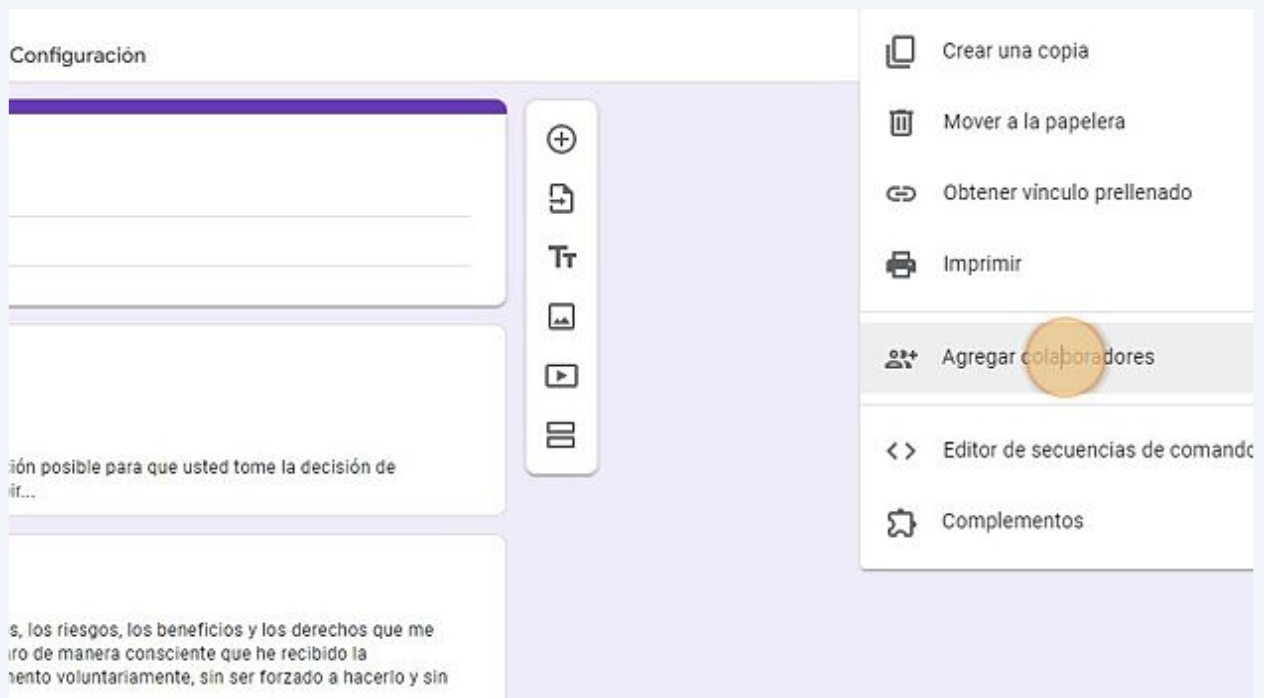 Configuración
Crear una copia
Mover a la papelera
Obtener vínculo prellenado
Imprimir
Agregar colaboradores
Editor de secuencias de comando
Complementos
Tт
ión posible para que usted tome la decisión de
ir...
s, los riesgos, los beneficios y los derechos que me
ro de manera consciente que he recibido la
nento voluntariamente, sin ser forzado a hacerlo y sin